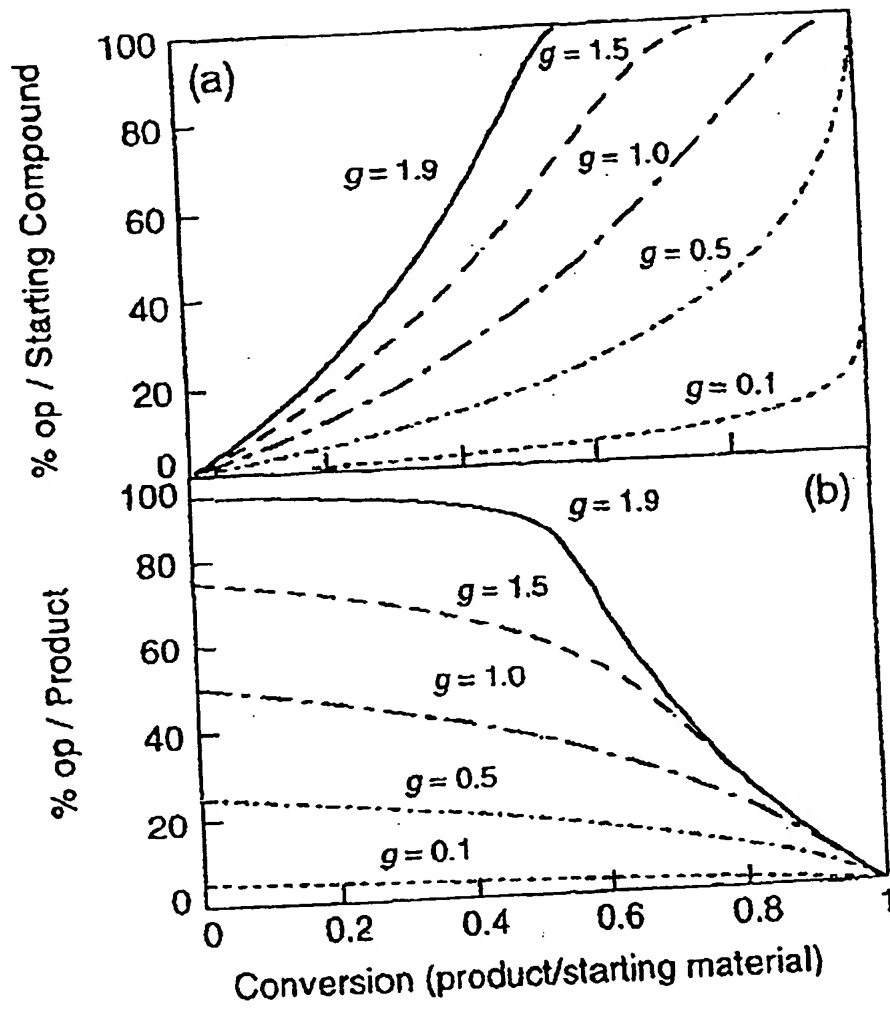 % op / Starting Compound
100
80
60
40
20
0
(a)
g = 1.9
g = 1.5
g = 1.0
g = 0.5
g = 0.1
% op / Product
100
80
60
40
20
0
(b)
g = 1.9
g = 1.5
g = 1.0
g = 0.5
g = 0.1
0 0.2 0.4 0.6 0.8 1
Conversion (product/starting material)